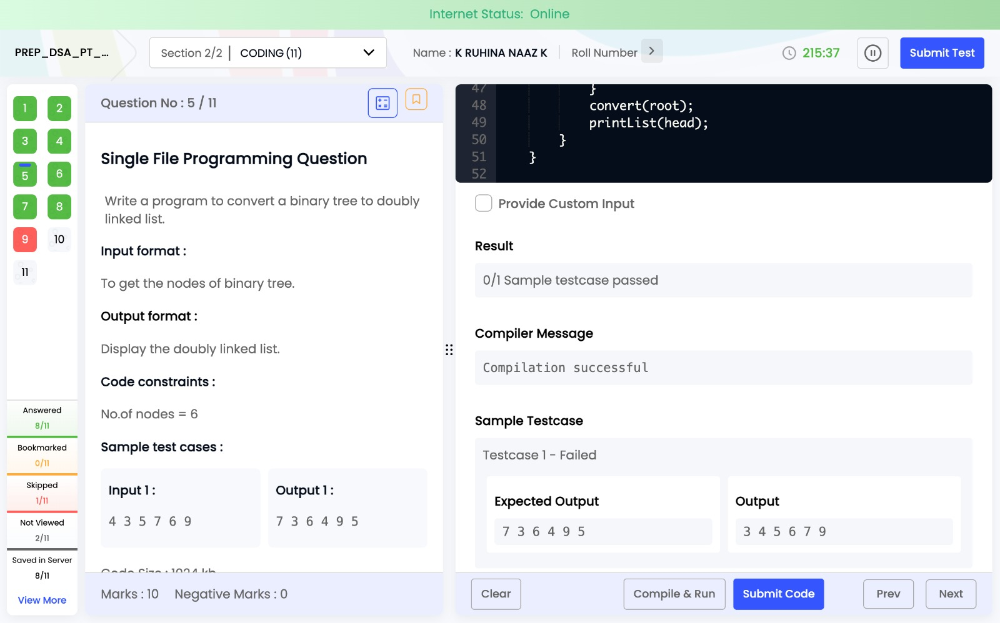 Internet Status: Online
PREP_DSA_PT_...
Section 2/2 | CODING (11)
Name : K RUHINA NAAZ K
Roll Number
215:37
Submit Test
1 2
3 4
5 6
7 8
9 10
11
Answered
8/11
Bookmarked
0/11
Skipped
1/11
Not Viewed
2/11
Saved in Server
8/11
View More
Question No : 5 / 11
Single File Programming Question
Write a program to convert a binary tree to doubly
linked list.
Input format :
To get the nodes of binary tree.
Output format :
Display the doubly linked list.
Code constraints :
No.of nodes = 6
Sample test cases :
Input 1 :
4 3 5 7 6 9
Output 1 :
7 3 6 4 9 5
Code Size : 1024 kb
Marks : 10 Negative Marks : 0
47 }
48 convert(root);
49 printList(head);
50 }
51 }
52
Provide Custom Input
Result
0/1 Sample testcase passed
Compiler Message
Compilation successful
Sample Testcase
Testcase 1 - Failed
Expected Output
7 3 6 4 9 5
Output
3 4 5 6 7 9
Clear
Compile & Run
Submit Code
Prev
Next